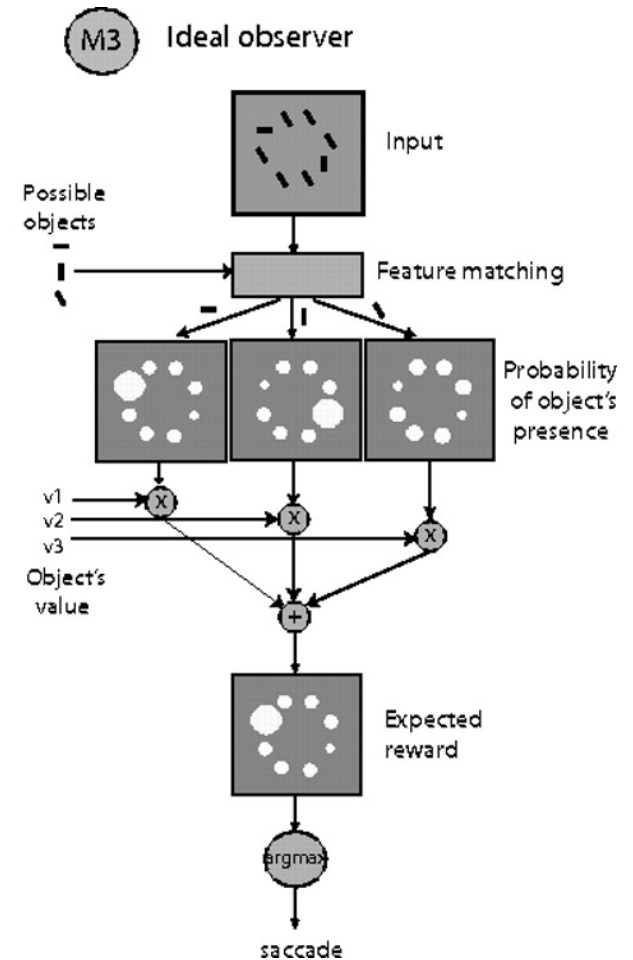 M3 Ideal observer
Input
Possible
objects
Feature matching
Probability
of object's
presence
v1
X
v2
X
v3
X
Object's
value
+
Expected
reward
argmax
saccade